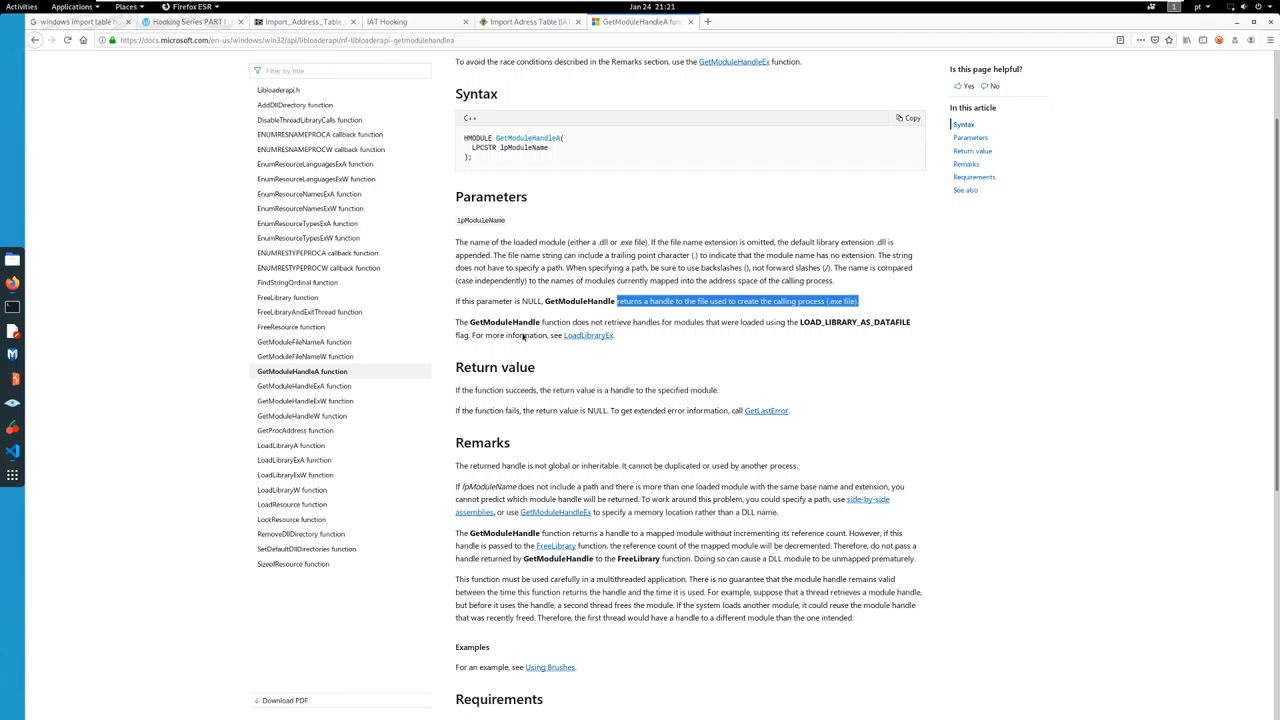 Activities Applications ▾ Places ▾ Firefox ESR ▾ Jan 24 21:21 1 pt ▾
windows import table h × Hooking Series PART I × Import_Address_Table_ × IAT Hooking × Import Adress Table (IAT × GetModuleHandleA func ×
https://docs.microsoft.com/en-us/windows/win32/api/libloaderapi/nf-libloaderapi-getmodulehandlea
Filter by title
Libloaderapi.h
AddDllDirectory function
DisableThreadLibraryCalls function
ENUMRESNAMEPROCA callback function
ENUMRESNAMEPROCW callback function
EnumResourceLanguagesExA function
EnumResourceLanguagesExW function
EnumResourceNamesExA function
EnumResourceNamesExW function
EnumResourceTypesExA function
EnumResourceTypesExW function
ENUMRESTYPEPROCA callback function
ENUMRESTYPEPROCW callback function
FindStringOrdinal function
FreeLibrary function
FreeLibraryAndExitThread function
FreeResource function
GetModuleFileNameA function
GetModuleFileNameW function
GetModuleHandleA function
GetModuleHandleExA function
GetModuleHandleExW function
GetModuleHandleW function
GetProcAddress function
LoadLibraryA function
LoadLibraryExA function
LoadLibraryExW function
LoadLibraryW function
LoadResource function
LockResource function
RemoveDllDirectory function
SetDefaultDllDirectories function
SizeofResource function
Download PDF
To avoid the race conditions described in the Remarks section, use the GetModuleHandleEx function.
Syntax
C++ Copy
HMODULE GetModuleHandleA(
LPCSTR lpModuleName
);
Parameters
lpModuleName
The name of the loaded module (either a .dll or .exe file). If the file name extension is omitted, the default library extension .dll is
appended. The file name string can include a trailing point character (.) to indicate that the module name has no extension. The string
does not have to specify a path. When specifying a path, be sure to use backslashes (), not forward slashes (/). The name is compared
(case independently) to the names of modules currently mapped into the address space of the calling process.
If this parameter is NULL, GetModuleHandle returns a handle to the file used to create the calling process (.exe file).
The GetModuleHandle function does not retrieve handles for modules that were loaded using the LOAD_LIBRARY_AS_DATAFILE
flag. For more information, see LoadLibraryEx.
Return value
If the function succeeds, the return value is a handle to the specified module.
If the function fails, the return value is NULL. To get extended error information, call GetLastError.
Remarks
The returned handle is not global or inheritable. It cannot be duplicated or used by another process.
If lpModuleName does not include a path and there is more than one loaded module with the same base name and extension, you
cannot predict which module handle will be returned. To work around this problem, you could specify a path, use side-by-side
assemblies, or use GetModuleHandleEx to specify a memory location rather than a DLL name.
The GetModuleHandle function returns a handle to a mapped module without incrementing its reference count. However, if this
handle is passed to the FreeLibrary function, the reference count of the mapped module will be decremented. Therefore, do not pass a
handle returned by GetModuleHandle to the FreeLibrary function. Doing so can cause a DLL module to be unmapped prematurely.
This function must be used carefully in a multithreaded application. There is no guarantee that the module handle remains valid
between the time this function returns the handle and the time it is used. For example, suppose that a thread retrieves a module handle,
but before it uses the handle, a second thread frees the module. If the system loads another module, it could reuse the module handle
that was recently freed. Therefore, the first thread would have a handle to a different module than the one intended.
Examples
For an example, see Using Brushes.
Requirements
Is this page helpful?
Yes No
In this article
Syntax
Parameters
Return value
Remarks
Requirements
See also